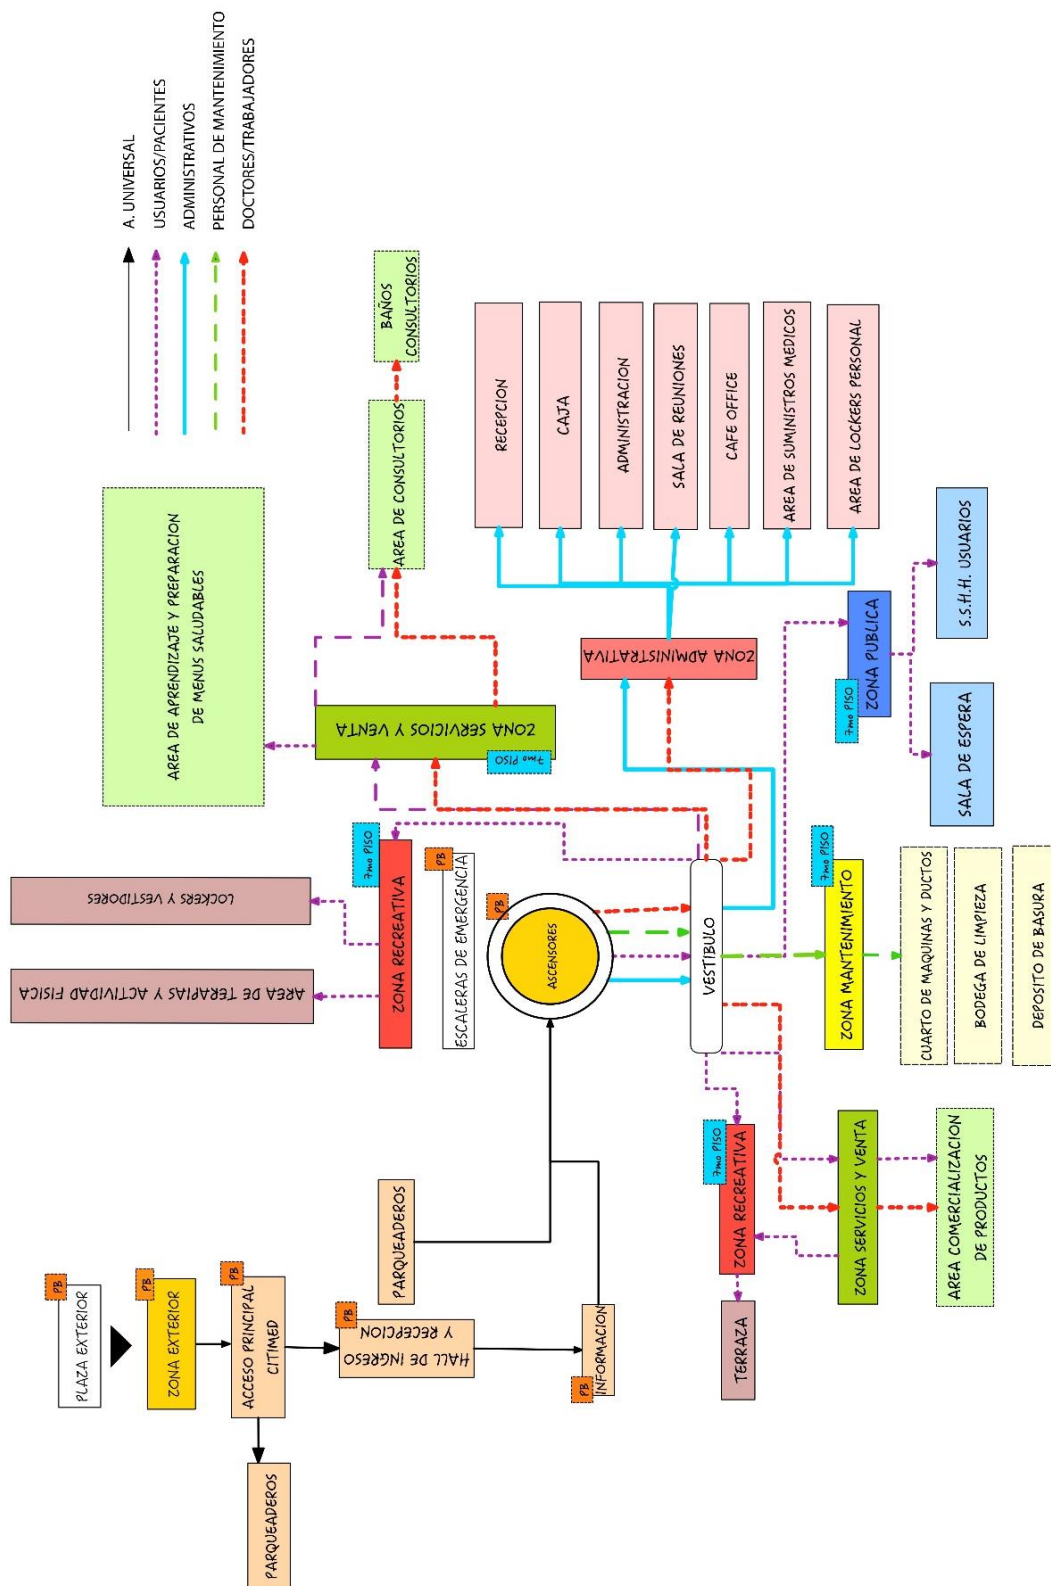 PLAZA EXTERIOR
PB
ZONA EXTERIOR
PB
ACCESO PRINCIPAL
CITIMED
PB
PARQUEADEROS
HALL DE INGRESO
Y RECEPCION
PB
INFORMACION
PB
PARQUEADEROS
ASCENSORES
PB
ESCALERAS DE EMERGENCIA
PB
ZONA RECREATIVA
7mo PISO
AREA DE TERAPIAS Y ACTIVIDAD FISICA
LOCKERS Y VESTIDORES
VESTIBULO
ZONA SERVICIOS Y VENTA
7mo PISO
AREA DE APRENDIZAJE Y PREPARACION
DE MENUS SALUDABLES
AREA DE CONSULTORIOS
BAÑOS
CONSULTORIOS
ZONA ADMINISTRATIVA
RECEPCION
CAJA
ADMINISTRACION
SALA DE REUNIONES
CAFE OFFICE
AREA DE SUMINISTROS MEDICOS
AREA DE LOCKERS PERSONAL
ZONA PUBLICA
7mo PISO
SALA DE ESPERA
S.S.H.H. USUARIOS
ZONA MANTENIMIENTO
7mo PISO
CUARTO DE MAQUINAS Y DUCTOS
BODEGA DE LIMPIEZA
DEPOSITO DE BASURA
ZONA RECREATIVA
7mo PISO
TERRAZA
ZONA SERVICIOS Y VENTA
AREA COMERCIALIZACION
DE PRODUCTOS
A. UNIVERSAL
USUARIOS/PACIENTES
ADMINISTRATIVOS
PERSONAL DE MANTENIMIENTO
DOCTORES/TRABAJADORES